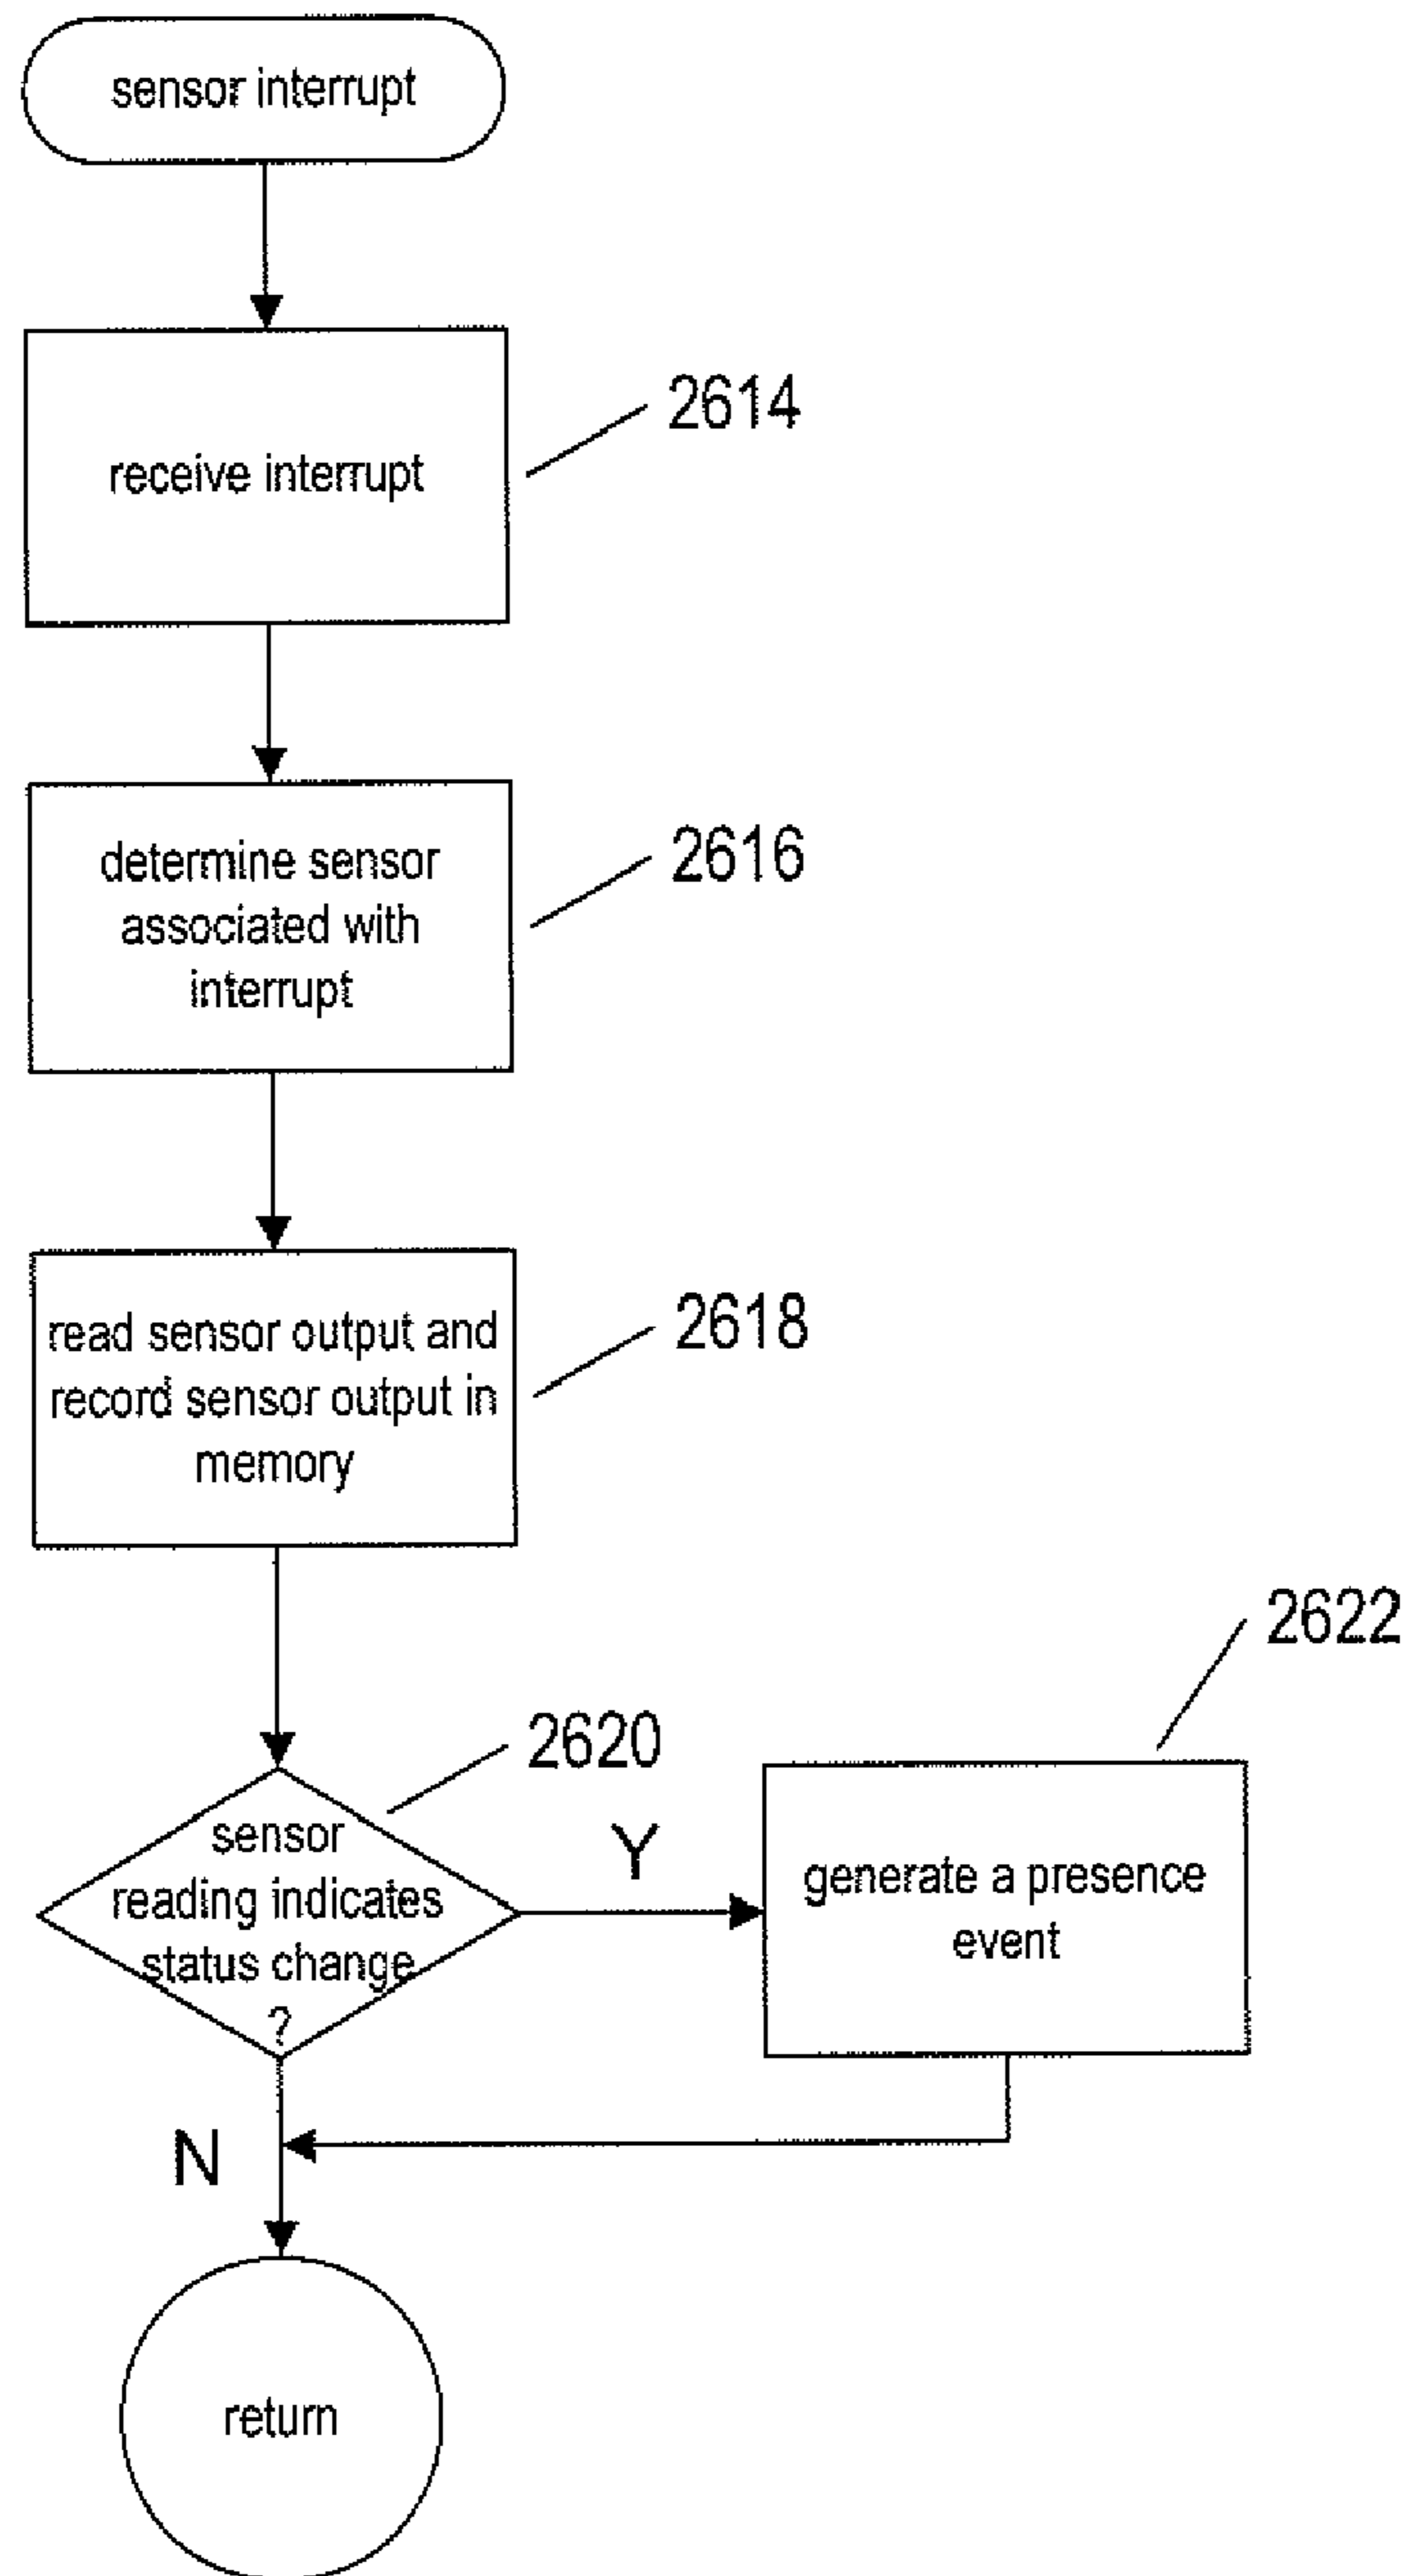 sensor interrupt
receive interrupt
2614
determine sensor
associated with
interrupt
2616
read sensor output and
record sensor output in
memory
2618
sensor
reading indicates
status change
?
2620
Y
generate a presence
event
2622
N
return